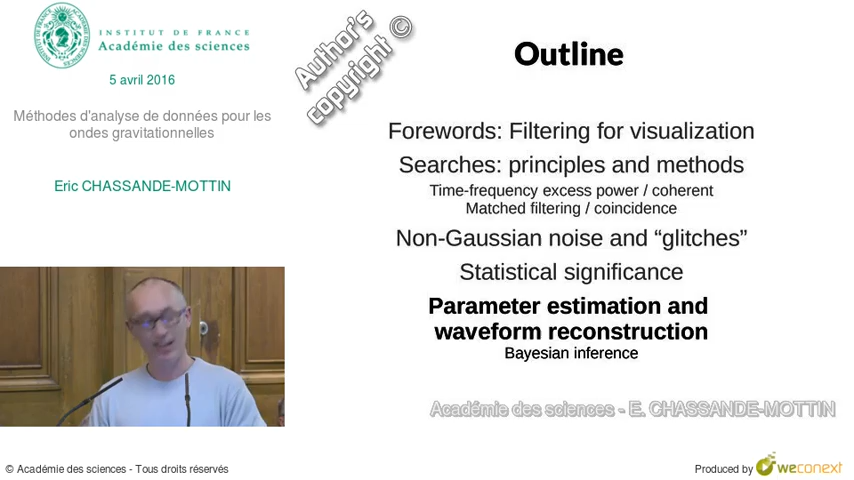 INSTITUT DE FRANCE
Académie des sciences
5 avril 2016
Méthodes d'analyse de données pour les
ondes gravitationnelles
Eric CHASSANDE-MOTTIN
Author's
copyright ©
Outline
Forewords: Filtering for visualization
Searches: principles and methods
Time-frequency excess power / coherent
Matched filtering / coincidence
Non-Gaussian noise and “glitches”
Statistical significance
Parameter estimation and
waveform reconstruction
Bayesian inference
Académie des sciences - E. CHASSANDE-MOTTIN
© Académie des sciences - Tous droits réservés
Produced by weconext